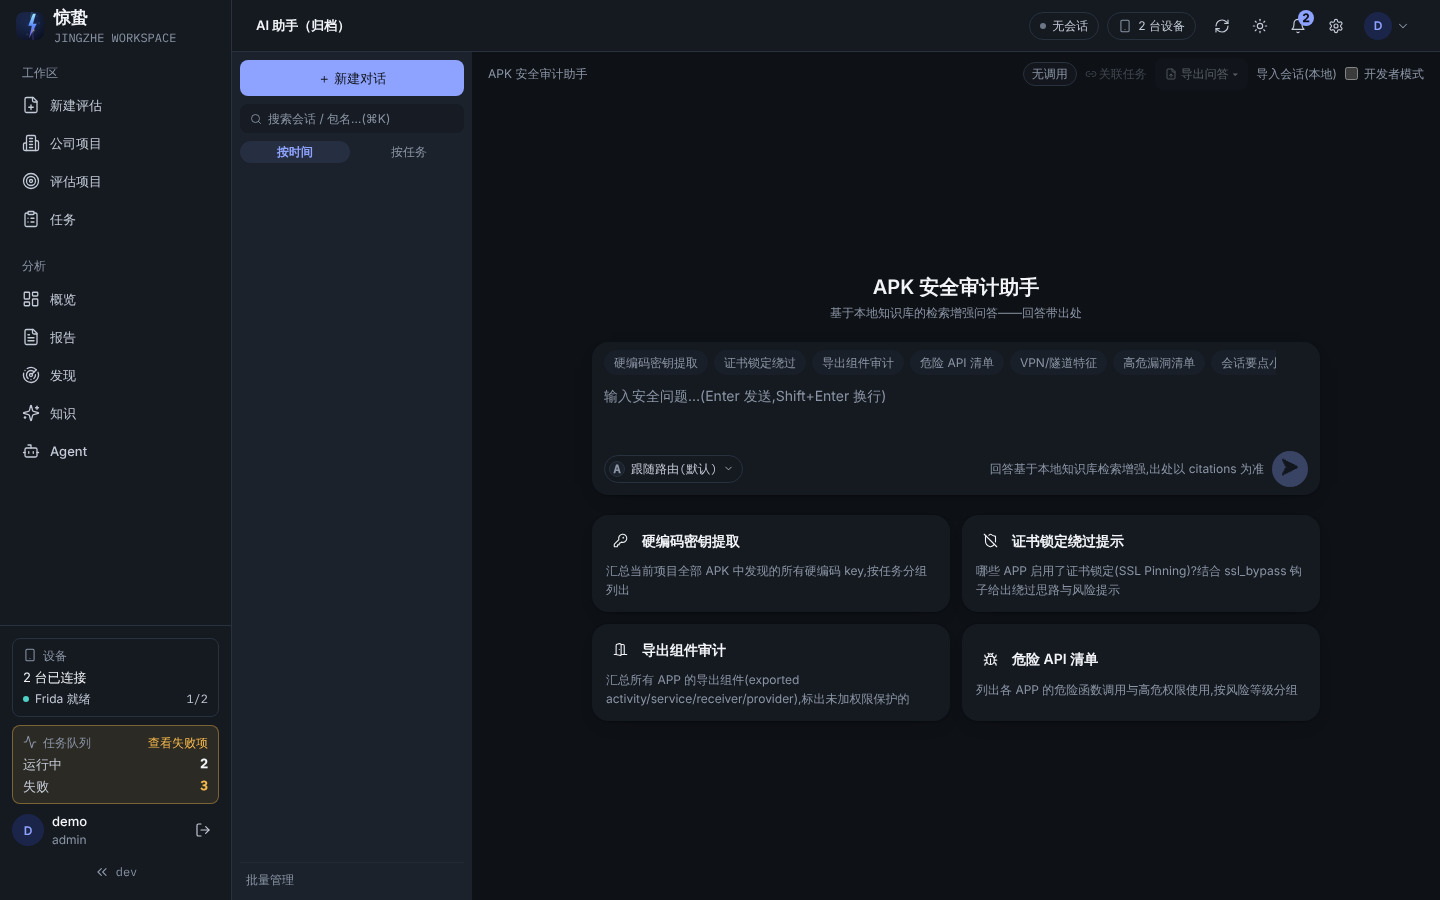 惊蛰
JINGZHE WORKSPACE
工作区
新建评估
公司项目
评估项目
任务
分析
概览
报告
发现
知识
Agent
设备
2 台已连接
Frida 就绪 1/2
任务队列 查看失败项
运行中 2
失败 3
D
demo
admin
dev
AI 助手（归档）
无会话
2 台设备
2
D
+ 新建对话
搜索会话 / 包名...(⌘K)
按时间 按任务
批量管理
APK 安全审计助手
无调用 关联任务 导出问答 导入会话(本地) 开发者模式
APK 安全审计助手
基于本地知识库的检索增强问答——回答带出处
硬编码密钥提取 证书锁定绕过 导出组件审计 危险 API 清单 VPN/隧道特征 高危漏洞清单 会话要点
输入安全问题...(Enter 发送,Shift+Enter 换行)
A 跟随路由(默认)
回答基于本地知识库检索增强,出处以 citations 为准
硬编码密钥提取
汇总当前项目全部 APK 中发现的所有硬编码 key,按任务分组
列出
证书锁定绕过提示
哪些 APP 启用了证书锁定(SSL Pinning)?结合 ssl_bypass 钩
子给出绕过思路与风险提示
导出组件审计
汇总所有 APP 的导出组件(exported
activity/service/receiver/provider),标出未加权限保护的
危险 API 清单
列出各 APP 的危险函数调用与高危权限使用,按风险等级分组